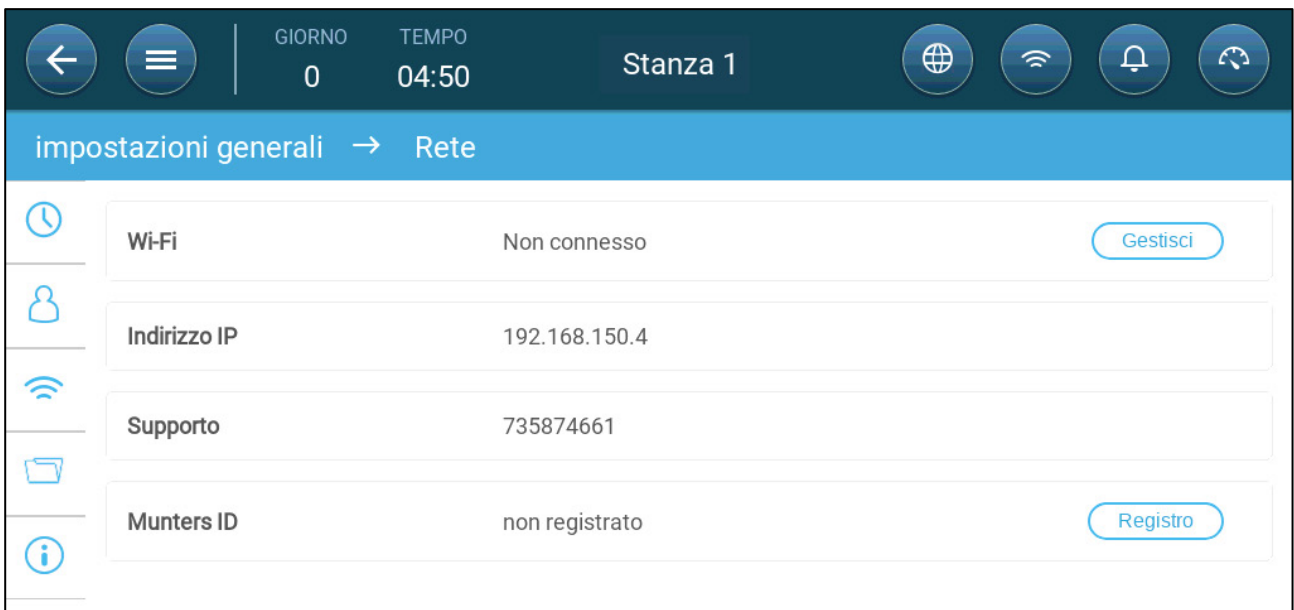 GIORNO TEMPO
0 04:50 Stanza 1
impostazioni generali → Rete
Wi-Fi Non connesso Gestisci
Indirizzo IP 192.168.150.4
Supporto 735874661
Munters ID non registrato Registro